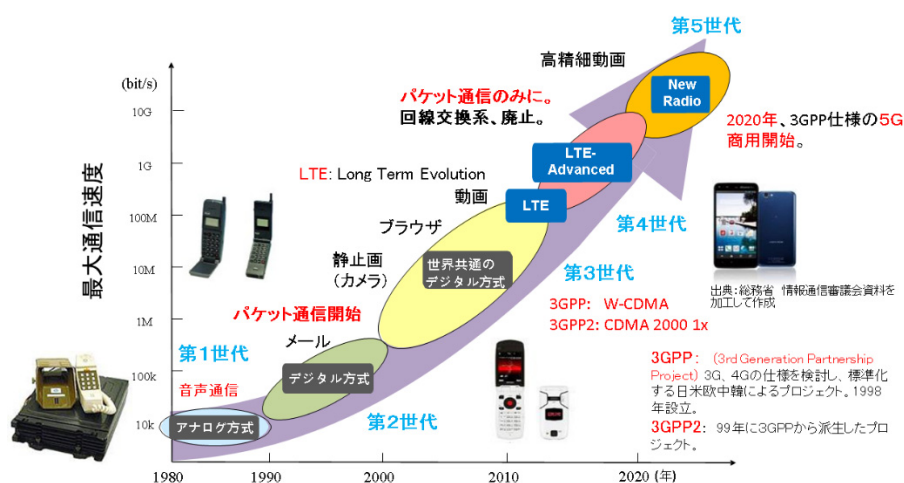 第5世代
高精細動画
(bit/s)
New
Radio
パケット通信のみに。
回線交換系、廃止。
10G
2020年、3GPP仕様の5G
商用開始。
最大通信速度
1G
LTE-
Advanced
LTE: Long Term Evolution
動画
LTE
100M
ブラウザ
第4世代
静止画
(カメラ)
世界共通の
デジタル方式
10M
第3世代
出典:総務省 情報通信審議会資料を
加工して作成
パケット通信開始
3GPP: W-CDMA
3GPP2: CDMA 2000 1x
1M
メール
第1世代
3GPP: (3rd Generation Partnership
Project) 3G、4Gの仕様を検討し、標準化
する日米欧中韓によるプロジェクト。1998
年設立。
3GPP2: 99年に3GPPから派生したプロ
ジェクト。
100k
デジタル方式
音声通信
第2世代
10k
アナログ方式
1980
1990
2000
2010
2020 (年)